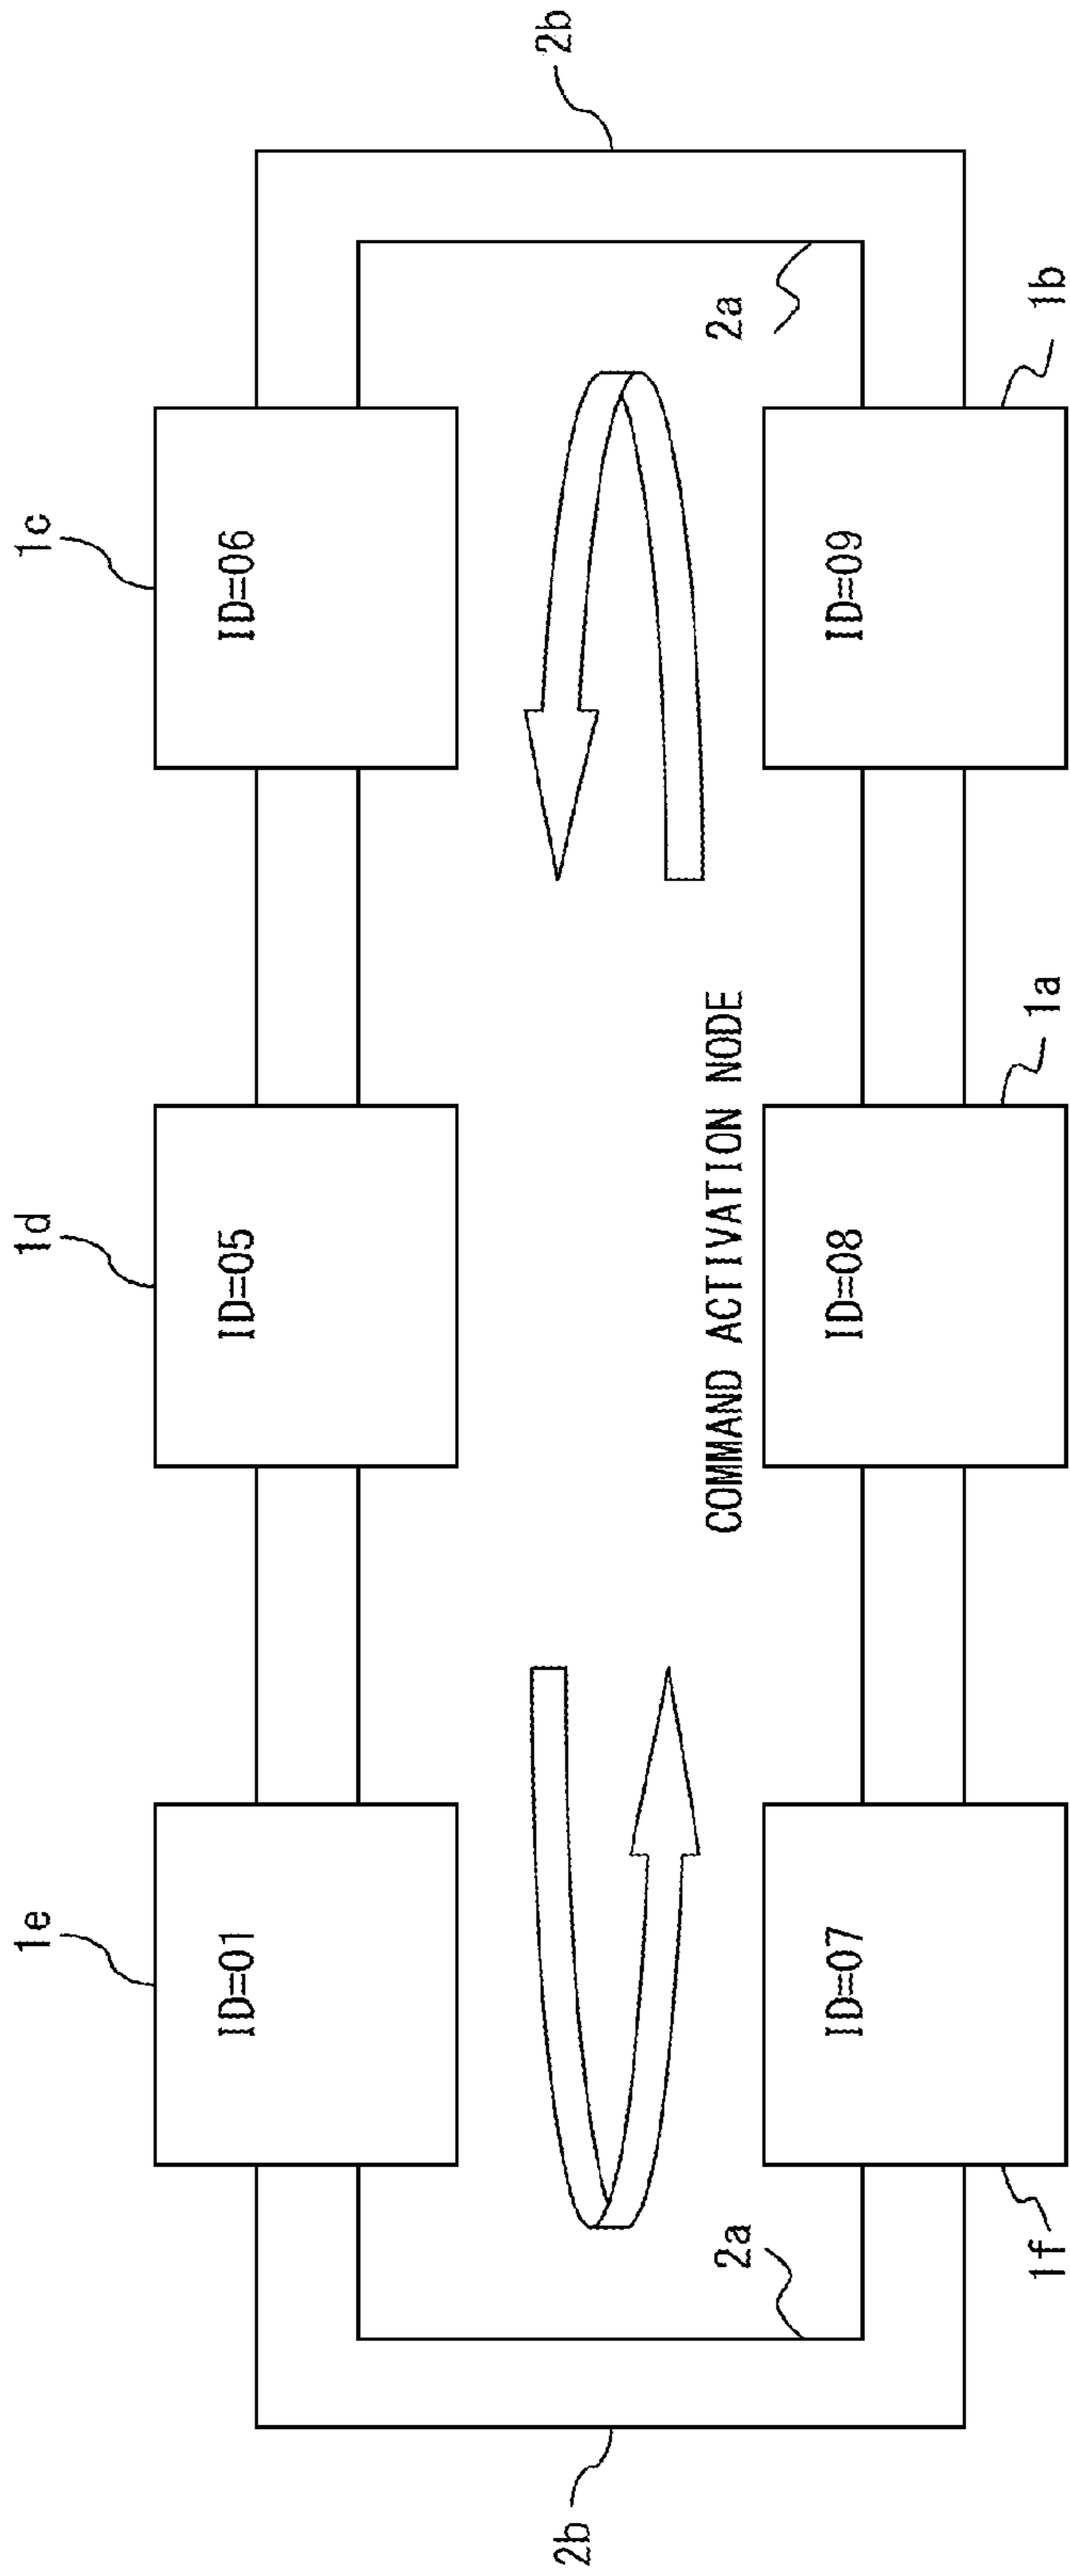 1e
1d
1c
ID=01
ID=05
ID=06
2b
2b
2a
COMMAND ACTIVATION NODE
2a
ID=07
ID=08
ID=09
1f
1a
1b